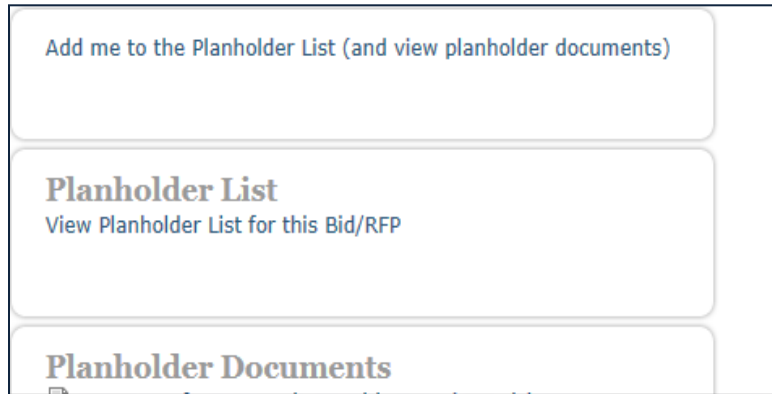 Add me to the Planholder List (and view planholder documents)
Planholder List
View Planholder List for this Bid/RFP
Planholder Documents